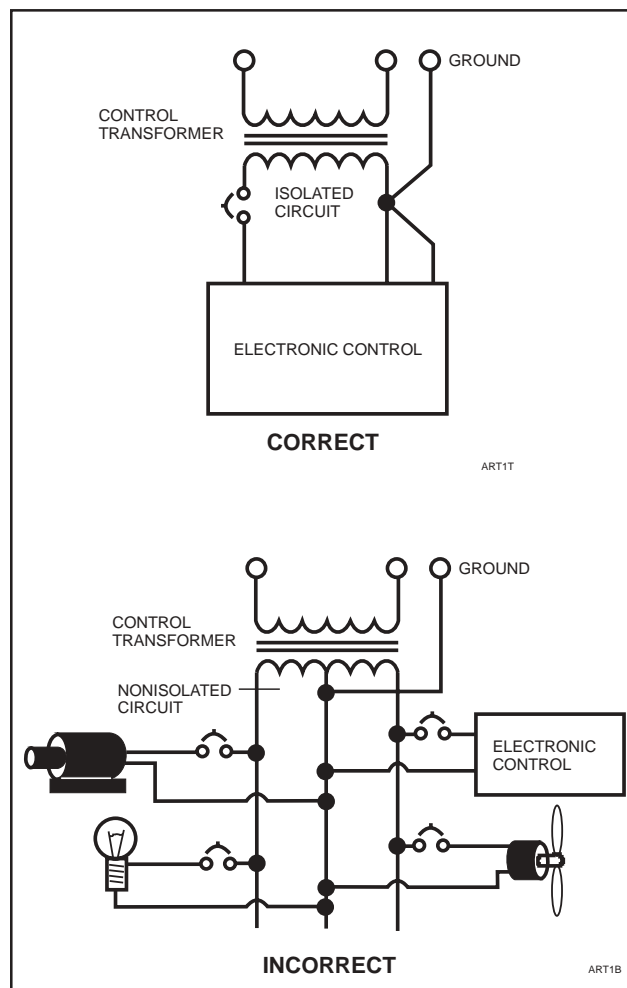 GROUND
CONTROL
TRANSFORMER
ISOLATED
CIRCUIT
ELECTRONIC CONTROL
CORRECT
ART1T
GROUND
CONTROL
TRANSFORMER
NONISOLATED
CIRCUIT
ELECTRONIC
CONTROL
INCORRECT
ART1B